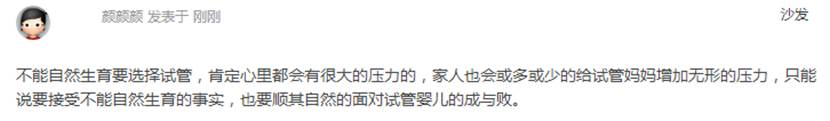 颜颜颜 发表于 刚刚
沙发
不能自然生育要选择试管，肯定心里都会有很大的压力的，家人也会或多或少的给试管妈妈增加无形的压力，只能
说要接受不能自然生育的事实，也要顺其自然的面对试管婴儿的成与败。